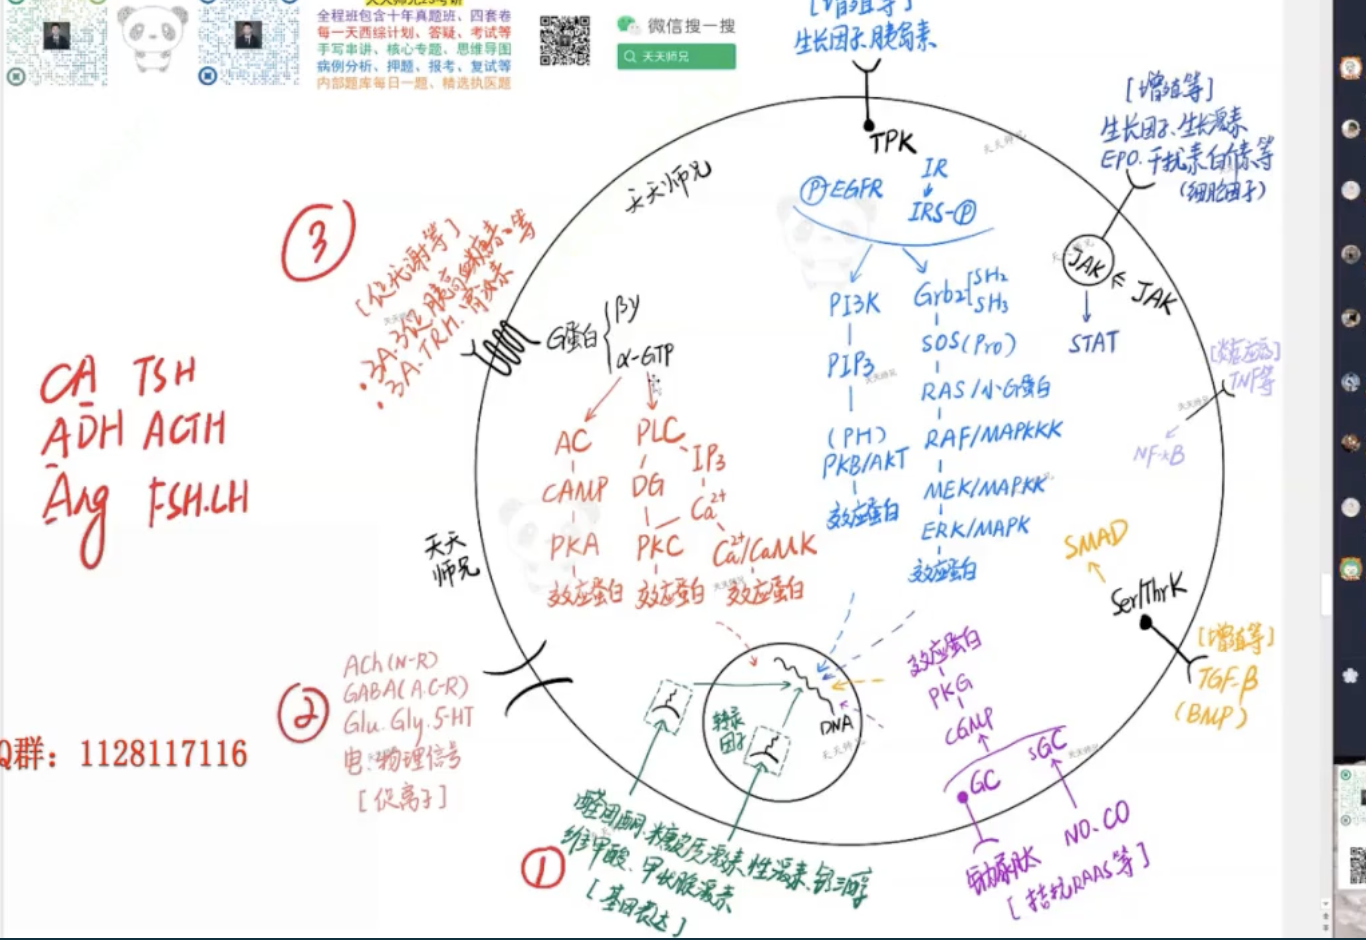 全程班包含十年真题班、四套卷
每一天西综计划、答疑、考试等
手写串讲、核心专题、思维导图
病例分析、押题、报考、复试等
内部题库每日一题、精选执医题
微信搜一搜
天天师兄
[增殖等]
生长因子.胰岛素
TPK
[增殖等]
生长因子.生长激素
EPO.干扰素.白介素等
(细胞因子)
JAK
JAK
STAT
天天师兄
P-EGFR
IR
IRS-P
PI3K
PIP3
(PH)
PKB/AKT
效应蛋白
Grb2
SH2
SH3
SOS(Pro)
RAS/小G蛋白
RAF/MAPKKK
MEK/MAPKK
ERK/MAPK
效应蛋白
[炎症反应]
TNF等
NF-κB
③
[促代谢等]
3A.3促.胰高血糖素等
3A.TRH.胃泌素
G蛋白
βγ
α-GTP
AC
cAMP
PKA
效应蛋白
PLC
DG
PKC
效应蛋白
IP3
Ca2+
Ca2+/CaMK
效应蛋白
CA TSH
ADH ACTH
Ang FSH.LH
天天
师兄
SMAD
Ser/ThrK
[增殖等]
TGF-β
(BMP)
②
ACh(N-R)
GABA(A.C-R)
Glu.Gly.5-HT
电.物理信号
[促离子]
Q群：1128117116
转录
因子
DNA
效应蛋白
PKG
cGMP
GC
sGC
NO.CO
钠尿肽
[拮抗RAAS等]
①
醛固酮.糖皮质激素.性激素.钙三醇
维甲酸、甲状腺激素
[基因表达]